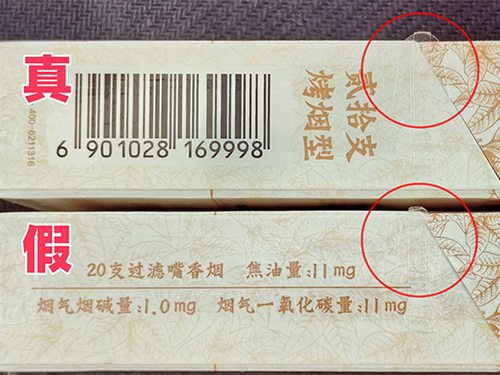 真
400-6211316
6 901028 169998
贰拾支
烤烟型
假
20支过滤嘴香烟 焦油量:11mg
烟气烟碱量:1.0mg 烟气一氧化碳量:11mg